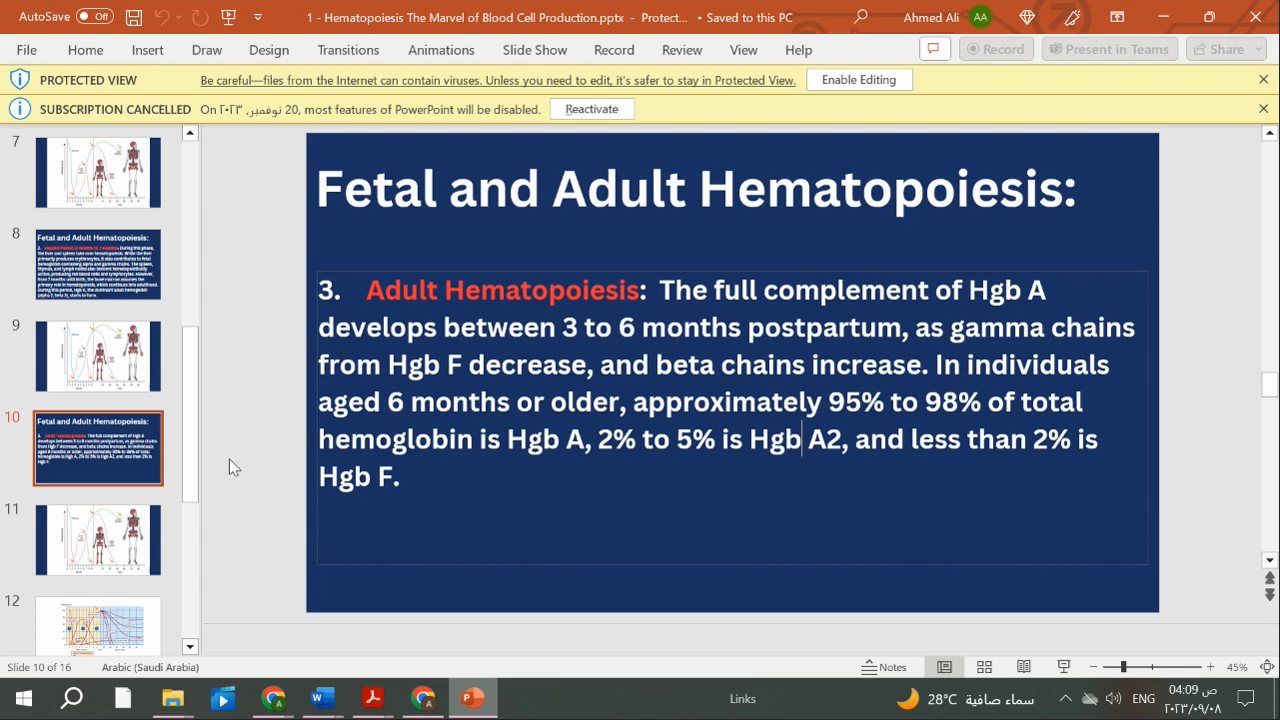 AutoSave Off
1 - Hematopoiesis The Marvel of Blood Cell Production.pptx - Protect... • Saved to this PC
Ahmed Ali AA
File Home Insert Draw Design Transitions Animations Slide Show Record Review View Help
Record Present in Teams Share
PROTECTED VIEW Be careful—files from the Internet can contain viruses. Unless you need to edit, it's safer to stay in Protected View. Enable Editing
SUBSCRIPTION CANCELLED On ٢٠٢٣ ,نوفمبر 20, most features of PowerPoint will be disabled. Reactivate
7
8
Fetal and Adult Hematopoiesis:
9
10
Fetal and Adult Hematopoiesis:
11
12
Fetal and Adult Hematopoiesis:
3. Adult Hematopoiesis: The full complement of Hgb A
develops between 3 to 6 months postpartum, as gamma chains
from Hgb F decrease, and beta chains increase. In individuals
aged 6 months or older, approximately 95% to 98% of total
hemoglobin is Hgb A, 2% to 5% is Hgb A2, and less than 2% is
Hgb F.
Slide 10 of 16 Arabic (Saudi Arabia)
Notes
45%
Links
28°C سماء صافية
ENG
04:09 ص
٢٠٢٣/٠٩/٠٨